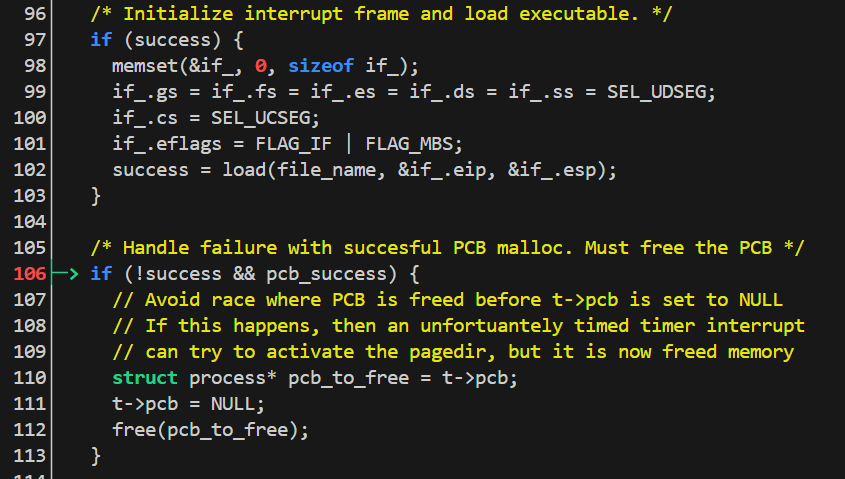 96 /* Initialize interrupt frame and load executable. */
97 if (success) {
98 memset(&if_, 0, sizeof if_);
99 if_.gs = if_.fs = if_.es = if_.ds = if_.ss = SEL_UDSEG;
100 if_.cs = SEL_UCSEG;
101 if_.eflags = FLAG_IF | FLAG_MBS;
102 success = load(file_name, &if_.eip, &if_.esp);
103 }
104
105 /* Handle failure with succesful PCB malloc. Must free the PCB */
106 if (!success && pcb_success) {
107 // Avoid race where PCB is freed before t->pcb is set to NULL
108 // If this happens, then an unfortuantely timed timer interrupt
109 // can try to activate the pagedir, but it is now freed memory
110 struct process* pcb_to_free = t->pcb;
111 t->pcb = NULL;
112 free(pcb_to_free);
113 }